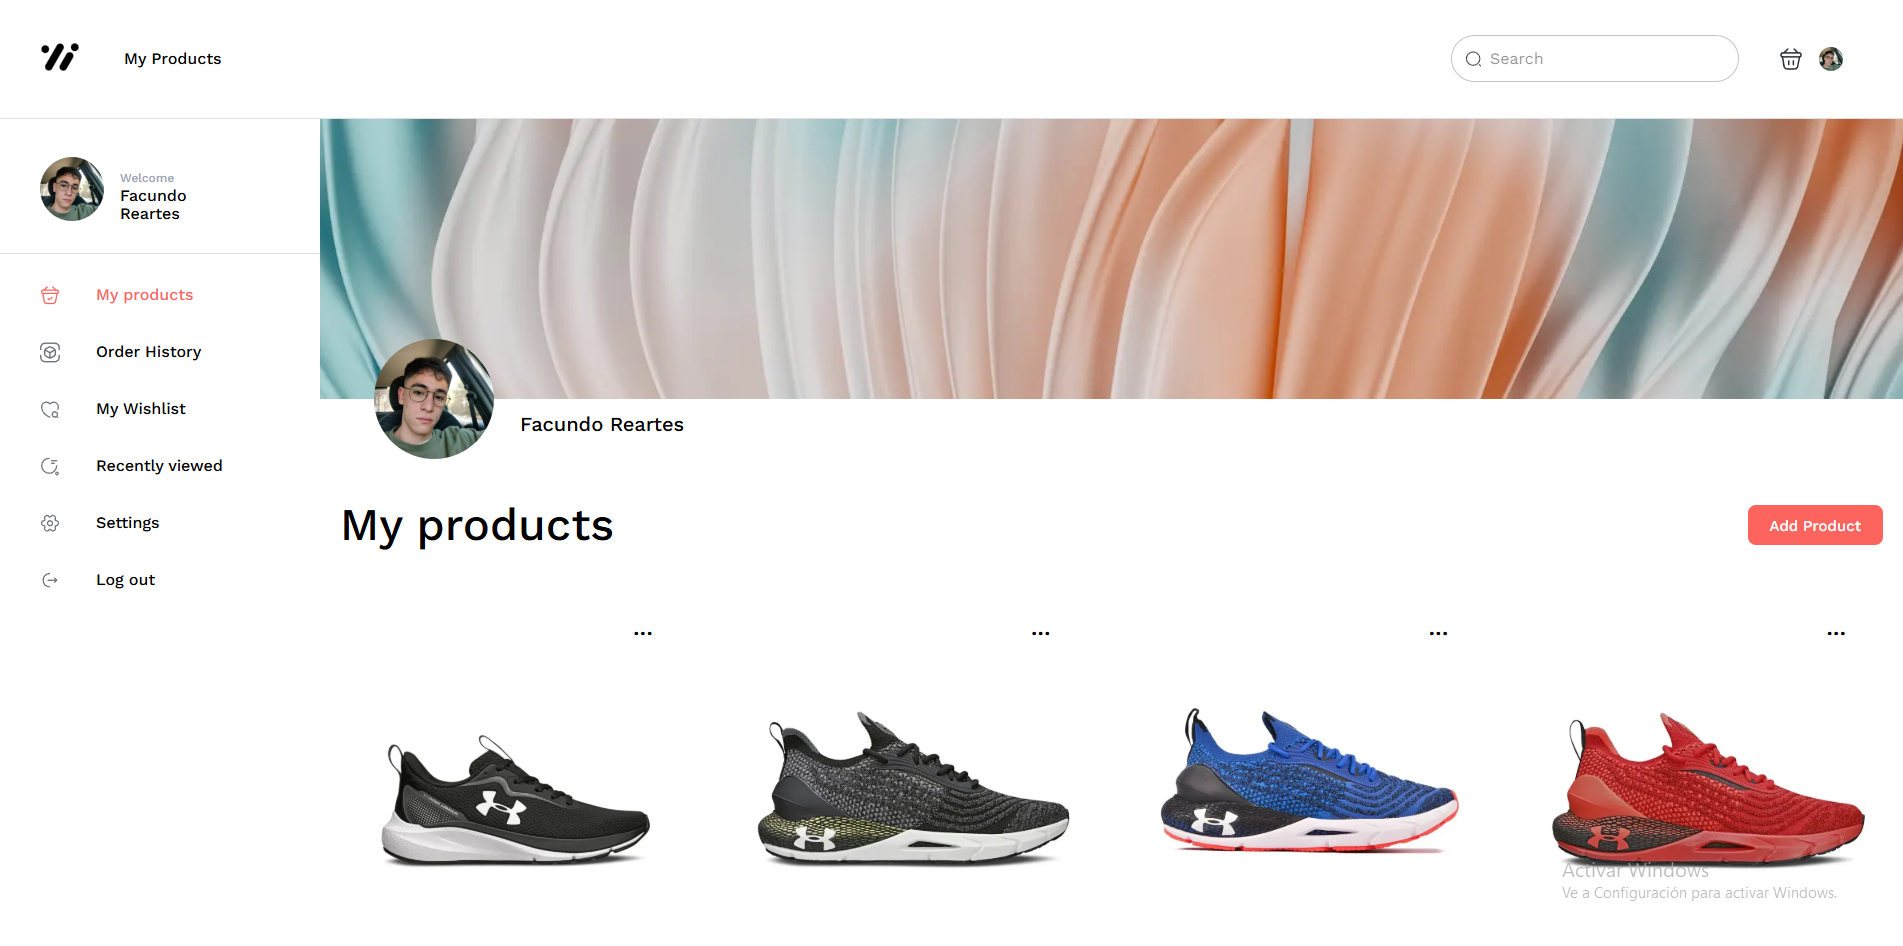 My Products
Search
Welcome
Facundo
Reartes
My products
Order History
My Wishlist
Recently viewed
Settings
Log out
Facundo Reartes
My products
Add Product
...
...
...
...
Activar Windows
Ve a Configuración para activar Windows.